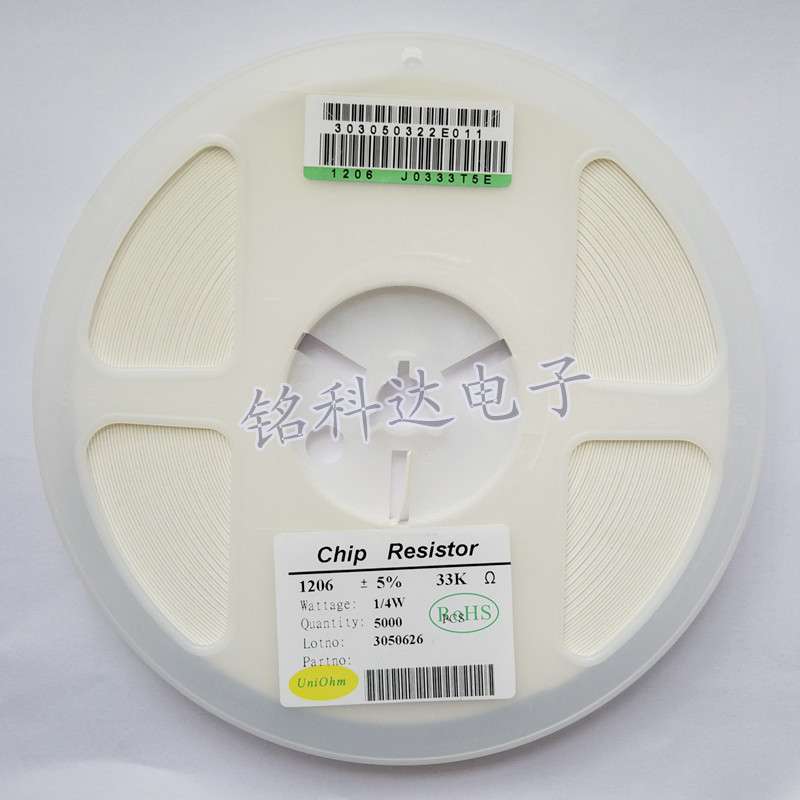 303050322E011
1206 J0333T5E
铭科达电子
Chip Resistor
1206 ± 5% 33K Ω
Wattage: 1/4W
Quantity: 5000 PCS
RoHS
Lotno: 3050626
Partno:
UniOhm